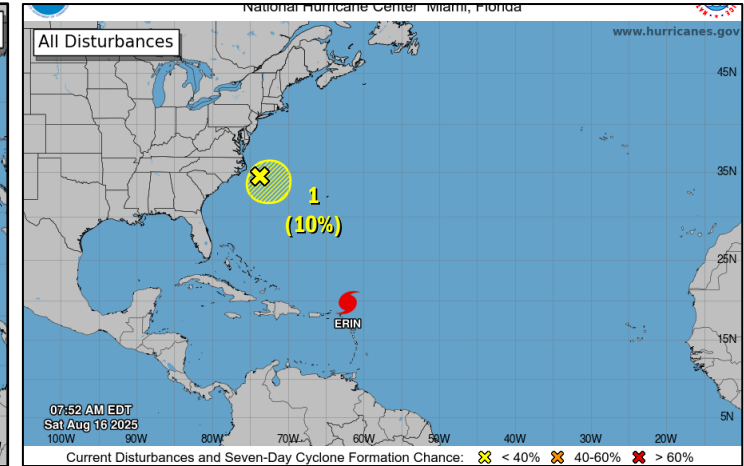 National Hurricane Center Miami, Florida
All Disturbances
www.hurricanes.gov
45N
35N
1
(10%)
25N
ERIN
15N
07:52 AM EDT
Sat Aug 16 2025
5N
100W 90W 80W 70W 60W 50W 40W 30W 20W
Current Disturbances and Seven-Day Cyclone Formation Chance: < 40% 40-60% > 60%